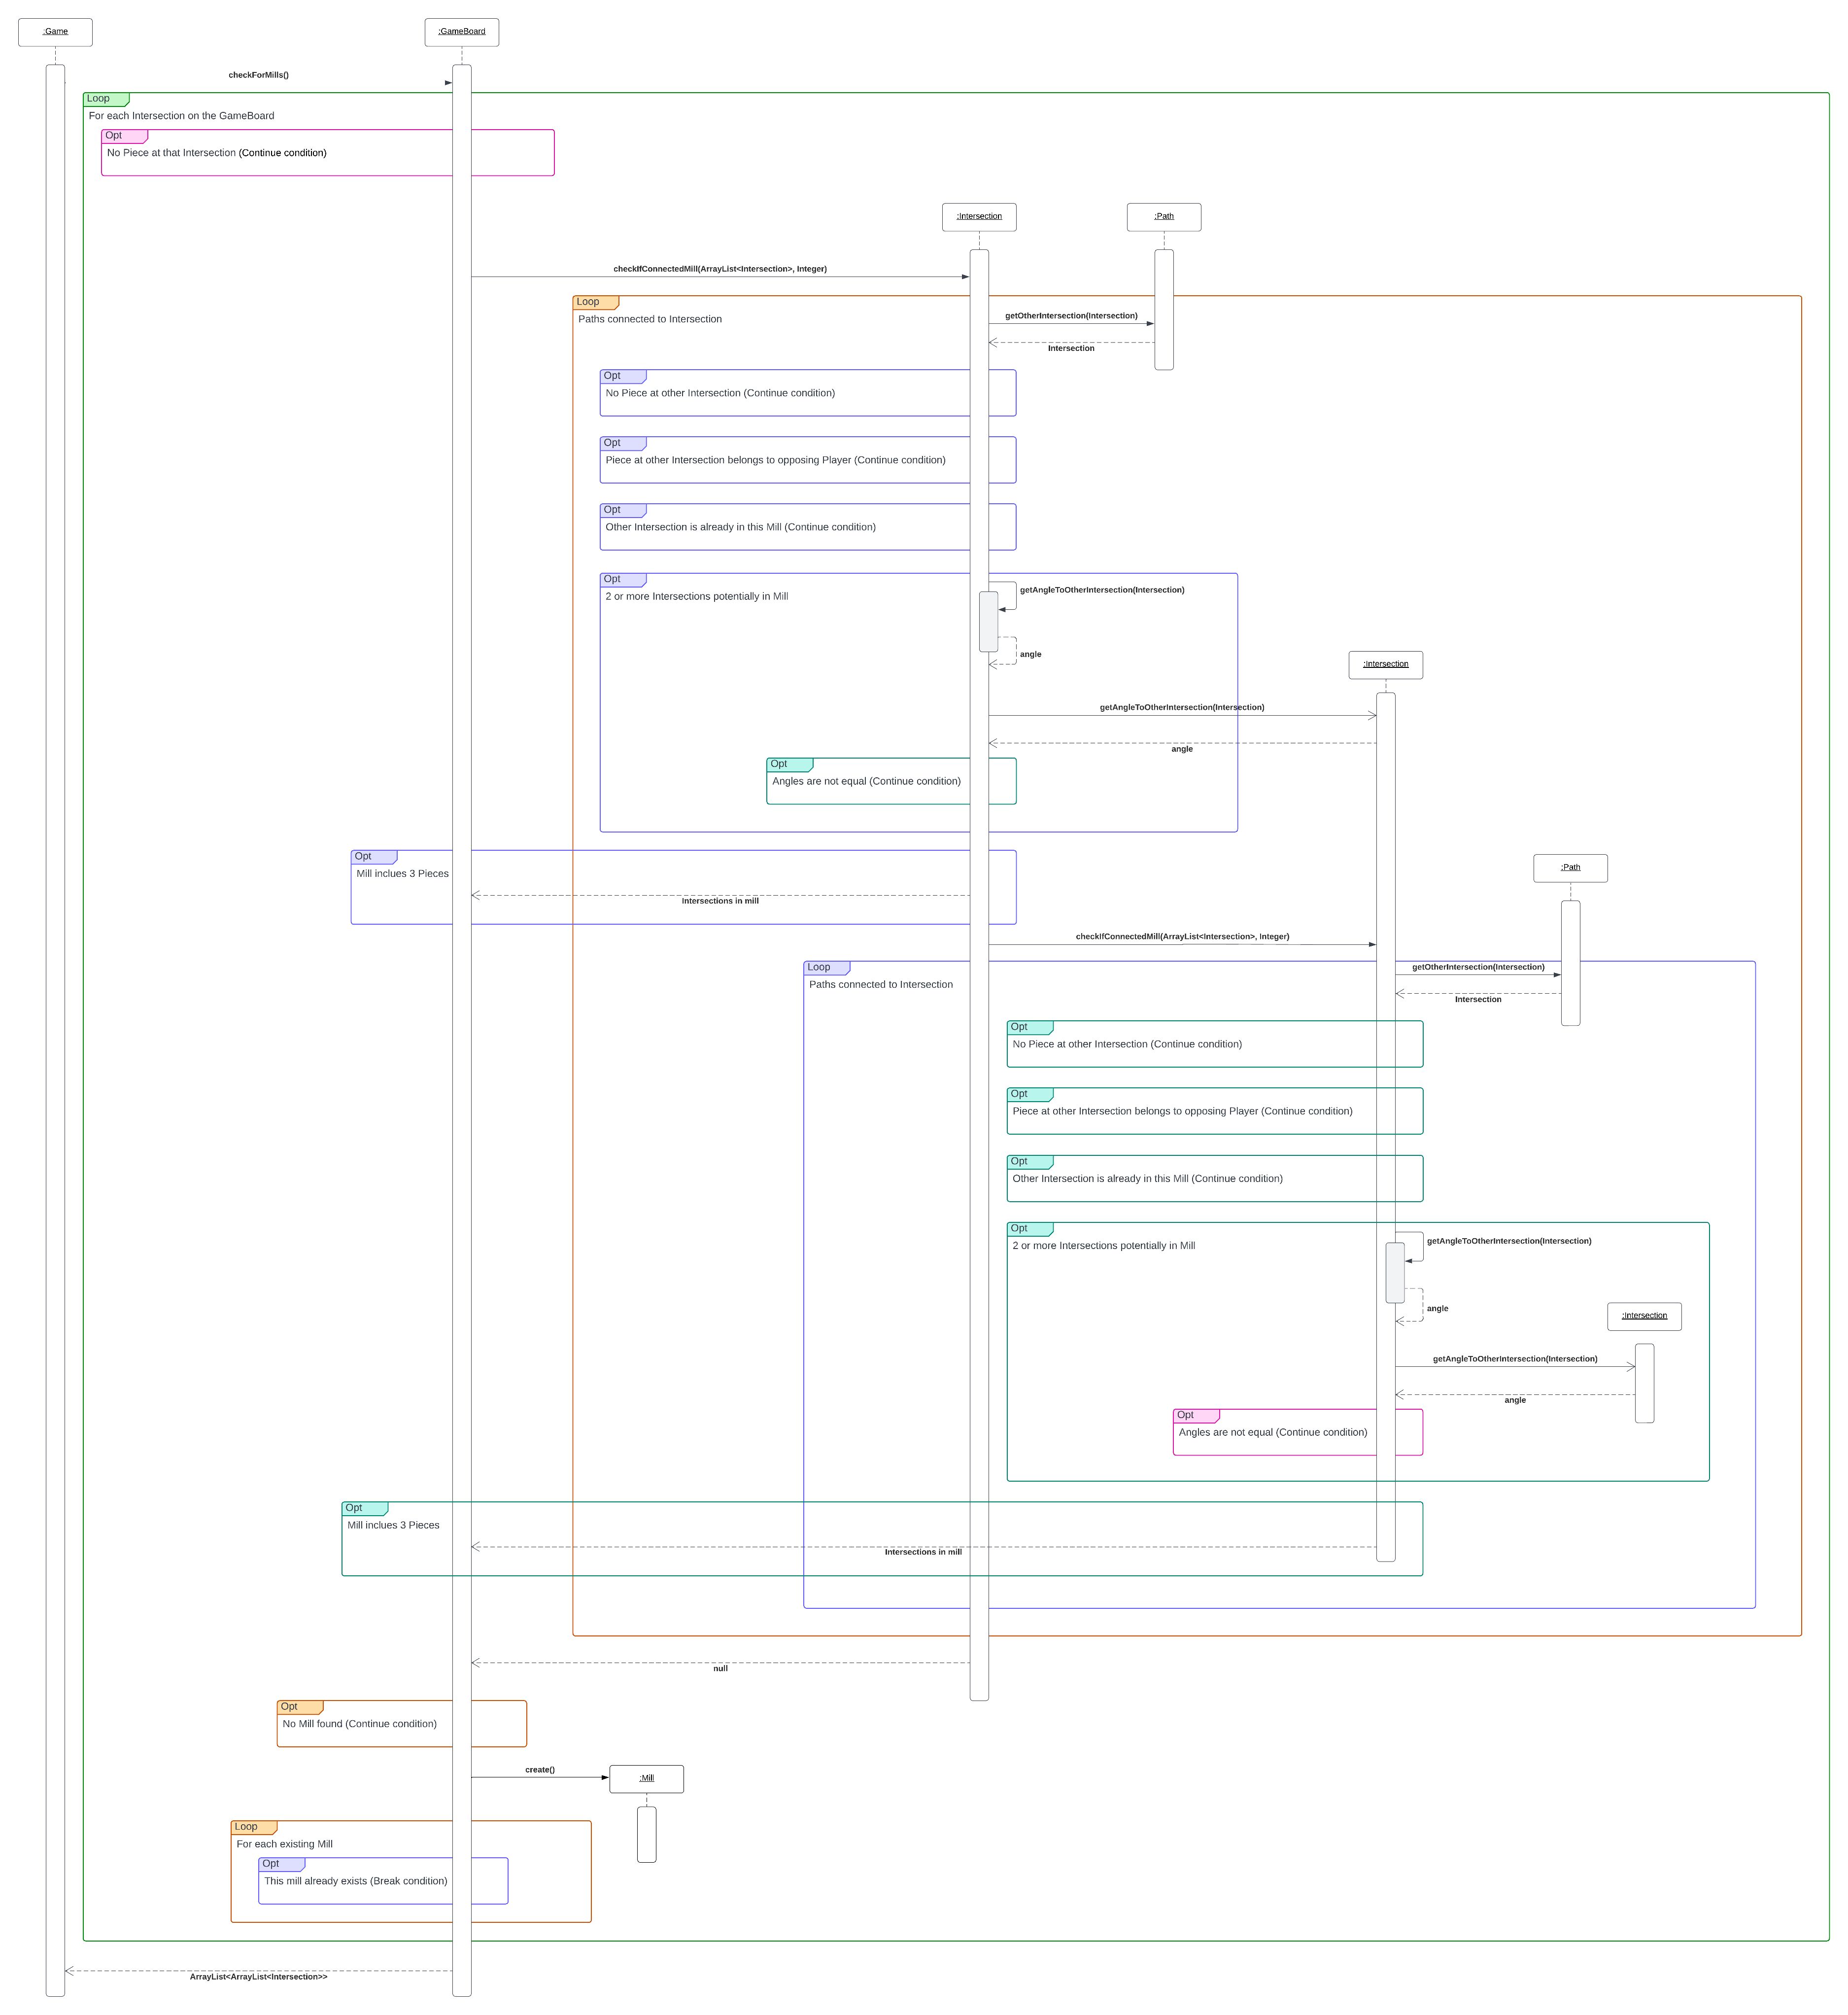 :Game
:GameBoard
checkForMills()
Loop
For each Intersection on the GameBoard
Opt
No Piece at that Intersection (Continue condition)
:Intersection
:Path
checkIfConnectedMill(ArrayList<Intersection>, Integer)
Loop
Paths connected to Intersection
getOtherIntersection(Intersection)
Intersection
Opt
No Piece at other Intersection (Continue condition)
Opt
Piece at other Intersection belongs to opposing Player (Continue condition)
Opt
Other Intersection is already in this Mill (Continue condition)
Opt
2 or more Intersections potentially in Mill
getAngleToOtherIntersection(Intersection)
angle
:Intersection
getAngleToOtherIntersection(Intersection)
angle
Opt
Angles are not equal (Continue condition)
Opt
Mill inclues 3 Pieces
Intersections in mill
:Path
checkIfConnectedMill(ArrayList<Intersection>, Integer)
Loop
Paths connected to Intersection
getOtherIntersection(Intersection)
Intersection
Opt
No Piece at other Intersection (Continue condition)
Opt
Piece at other Intersection belongs to opposing Player (Continue condition)
Opt
Other Intersection is already in this Mill (Continue condition)
Opt
2 or more Intersections potentially in Mill
getAngleToOtherIntersection(Intersection)
angle
:Intersection
getAngleToOtherIntersection(Intersection)
angle
Opt
Angles are not equal (Continue condition)
Opt
Mill inclues 3 Pieces
Intersections in mill
null
Opt
No Mill found (Continue condition)
create()
:Mill
Loop
For each existing Mill
Opt
This mill already exists (Break condition)
ArrayList<ArrayList<Intersection>>